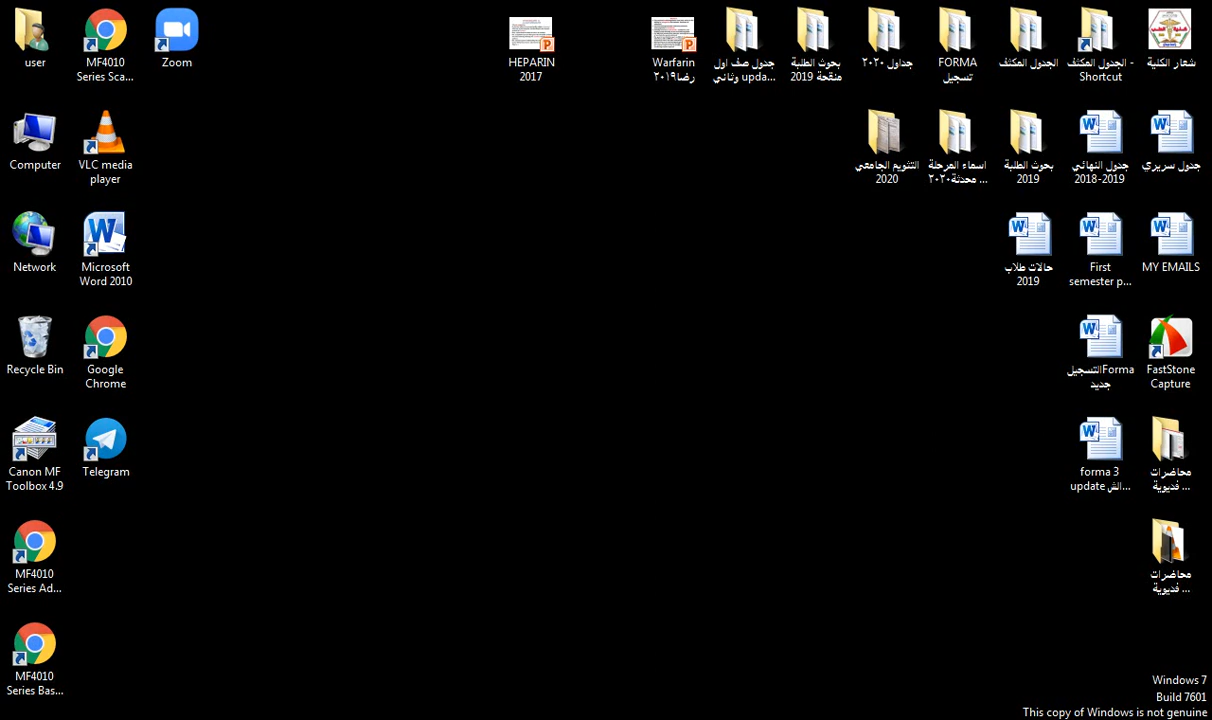 user
MF4010
Series Sca...
Zoom
HEPARIN
2017
Warfarin
رضا٢٠١٩
جدول صف اول
وثاني upda...
بحوث الطلبة
منقحة 2019
جداول ٢٠٢٠
FORMA
تسجيل
الجدول المكثف
الجدول المكثف -
Shortcut
شعار الكلية
Computer
VLC media
player
التثويم الجامعي
2020
اسماء المرحلة
محدثة٢٠٢٠ ...
بحوث الطلبة
2019
جدول النهائي
2018-2019
جدول سريري
Network
Microsoft
Word 2010
حالات طلاب
2019
First
semester p...
MY EMAILS
Recycle Bin
Google
Chrome
Formaالتسجيل
جديد
FastStone
Capture
Canon MF
Toolbox 4.9
Telegram
forma 3
update الش...
محاضرات
فديوية ...
MF4010
Series Ad...
محاضرات
فديوية ...
MF4010
Series Bas...
Windows 7
Build 7601
This copy of Windows is not genuine